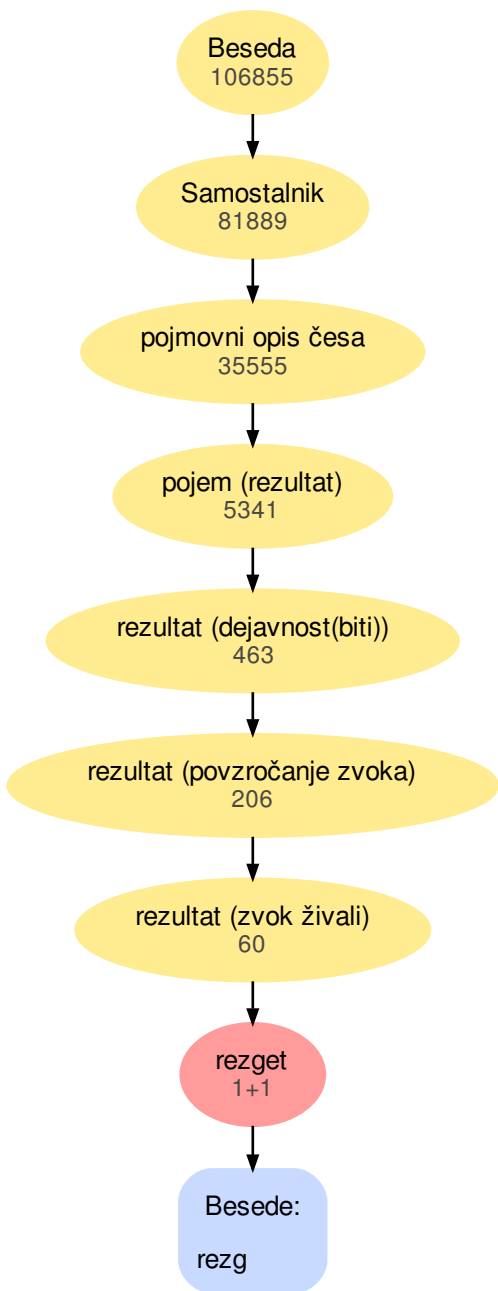 Beseda
106855
Samostalnik
81889
pojmovni opis česa
35555
pojem (rezultat)
5341
rezultat (dejavnost(biti))
463
rezultat (povzročanje zvoka)
206
rezultat (zvok živali)
60
rezget
1+1
Besede:
rezg